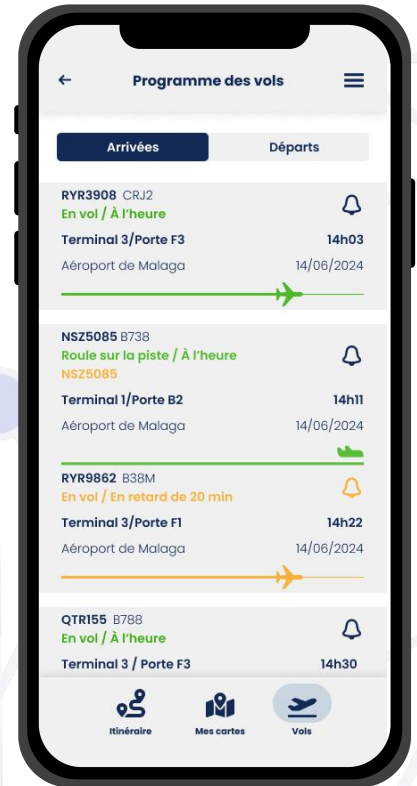 Programme des vols
Arrivées Départs
RYR3908 CRJ2
En vol / À l'heure
Terminal 3/Porte F3 14h03
Aéroport de Malaga 14/06/2024
NSZ5085 B738
Roule sur la piste / À l'heure
NSZ5085
Terminal 1/Porte B2 14h11
Aéroport de Malaga 14/06/2024
RYR9862 B38M
En vol / En retard de 20 min
Terminal 3/Porte F1 14h22
Aéroport de Malaga 14/06/2024
QTR155 B788
En vol / À l'heure
Terminal 3 / Porte F3 14h30
Itinéraire Mes cartes Vols